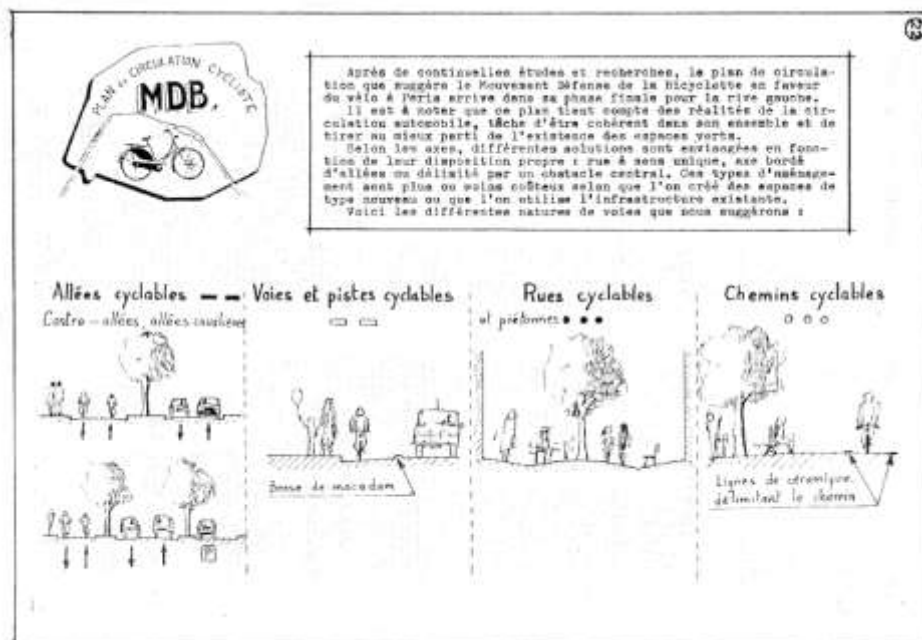 PLAN de CIRCULATION CYCLISTE
MDB.
Après de continuelles études et recherches, le plan de circula-
tion que suggère le Mouvement Défense de la Bicyclette en faveur
du vélo à Paris arrive dans sa phase finale pour la rive gauche.
Il est à noter que ce plan tient compte des réalités de la cir-
culation automobile, tâche d'être cohérent dans son ensemble et de
tirer au mieux parti de l'existence des espaces verts.
Selon les axes, différentes solutions sont envisagées en fonc-
tion de leur disposition propre : rue à sens unique, axe bordé
d'allées ou délimité par un obstacle central. Ces types d'aménage-
ment sont plus ou moins coûteux selon que l'on créé des espaces de
type nouveau ou que l'on utilise l'infrastructure existante.
Voici les différentes natures de voies que nous suggérons :
Allées cyclables
Contre-allées, allées-cavalières
Voies et pistes cyclables
Bosse de macadam
Rues cyclables
et piétonnes
Chemins cyclables
Lignes de céramique
délimitant le chemin
P